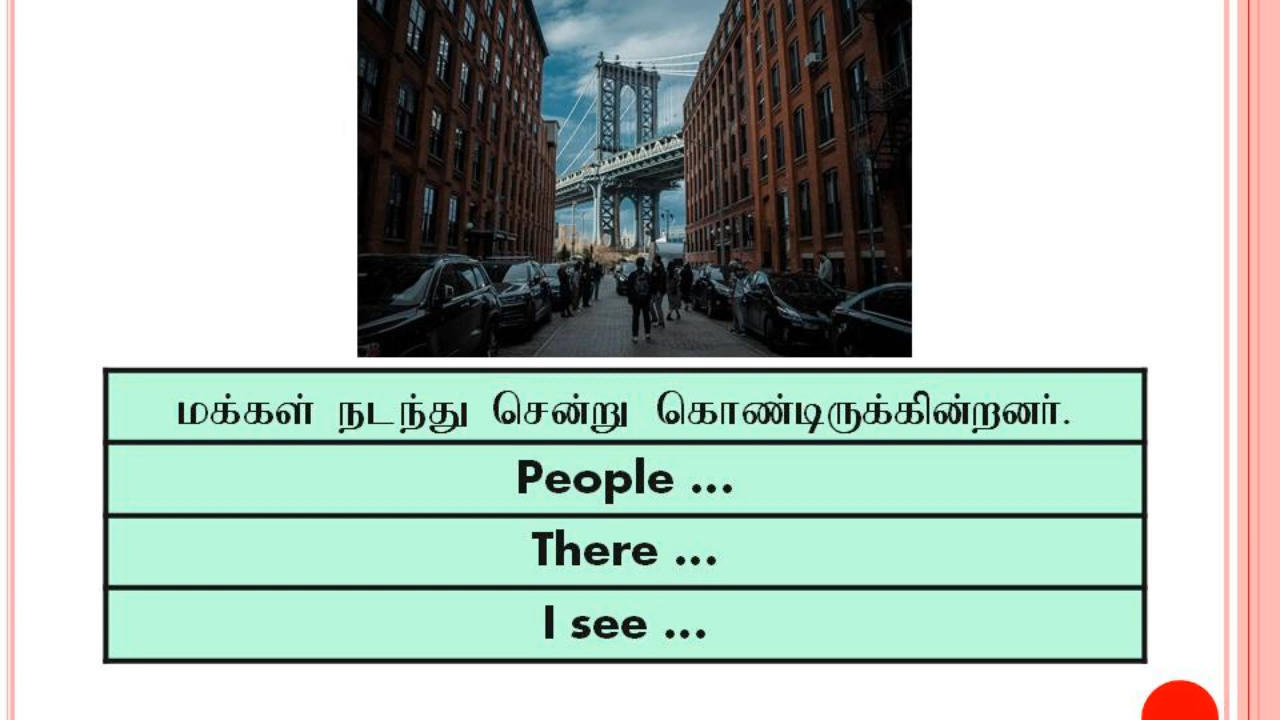 மக்கள் நடந்து சென்று கொண்டிருக்கின்றனர்.
People ...
There ...
I see ...